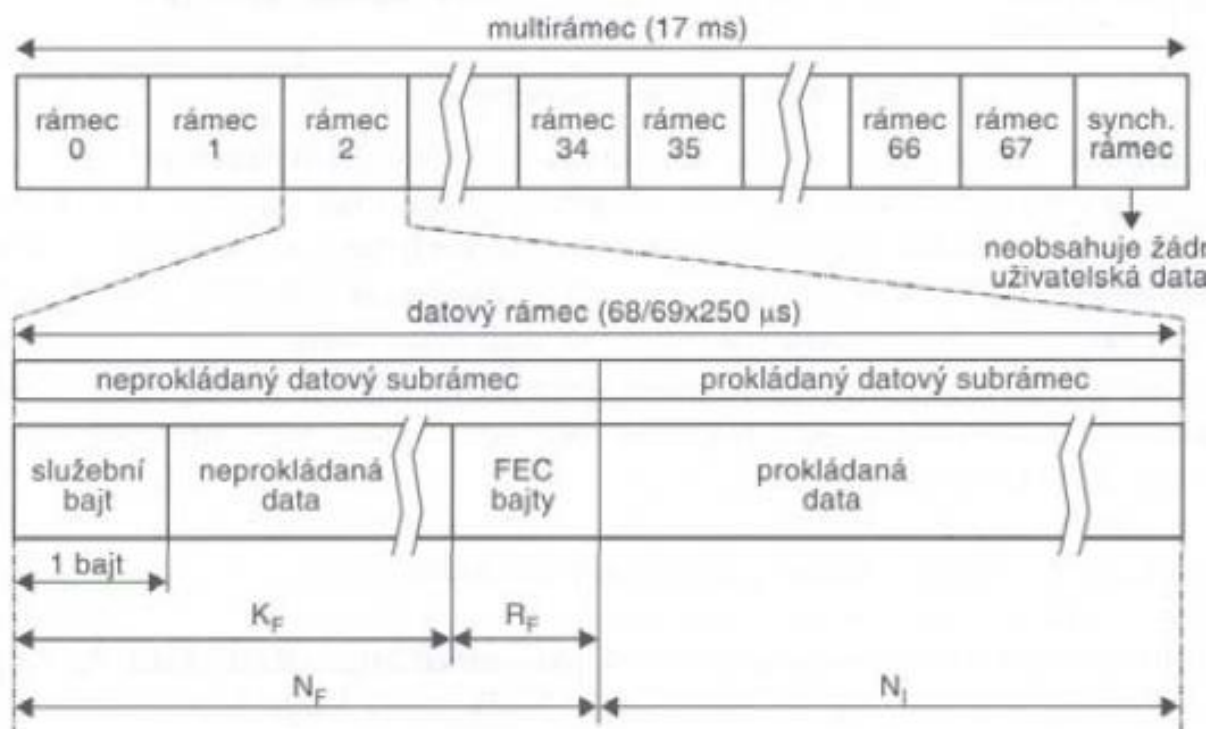 multirámec (17 ms)
rámec 0
rámec 1
rámec 2
rámec 34
rámec 35
rámec 66
rámec 67
synch. rámec
neobsahuje žádn
uživatelská data
datový rámec (68/69x250 μs)
neprokládaný datový subrámec
prokládaný datový subrámec
služební bajt
neprokládaná data
FEC bajty
prokládaná data
1 bajt
K_F
R_F
N_F
N_I